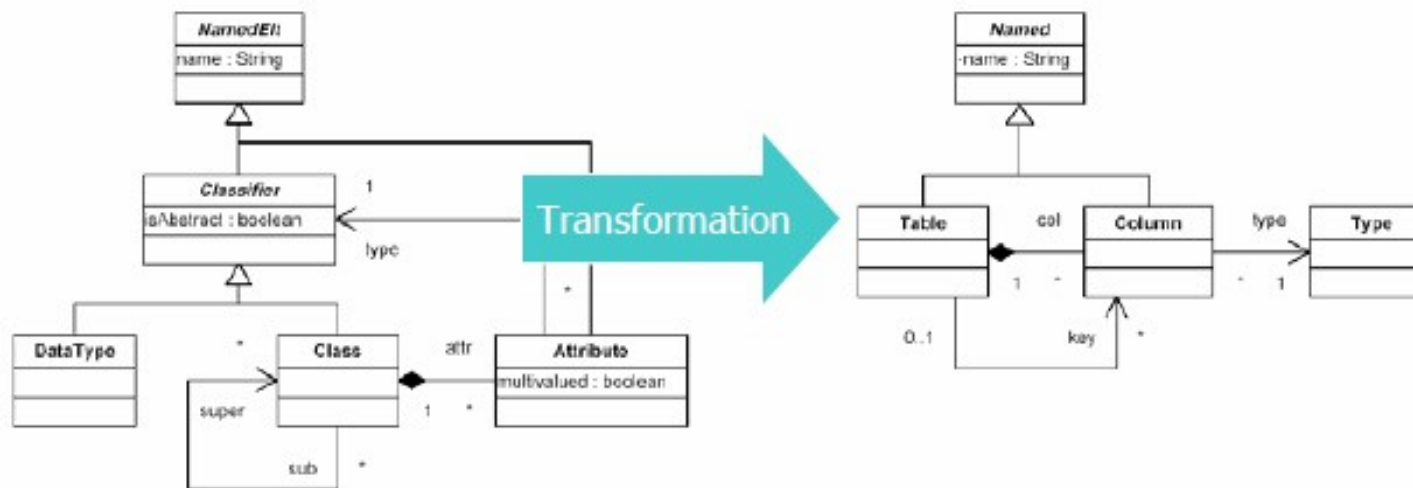 NamedElt
name : String
Classifier
isAbstract : boolean
1
type
DataType
*
Class
super
sub
*
attr
1
*
*
Attribute
multivalued : boolean
Transformation
Named
-name : String
Table
col
1
*
Column
type
*
1
Type
0..1
key
*